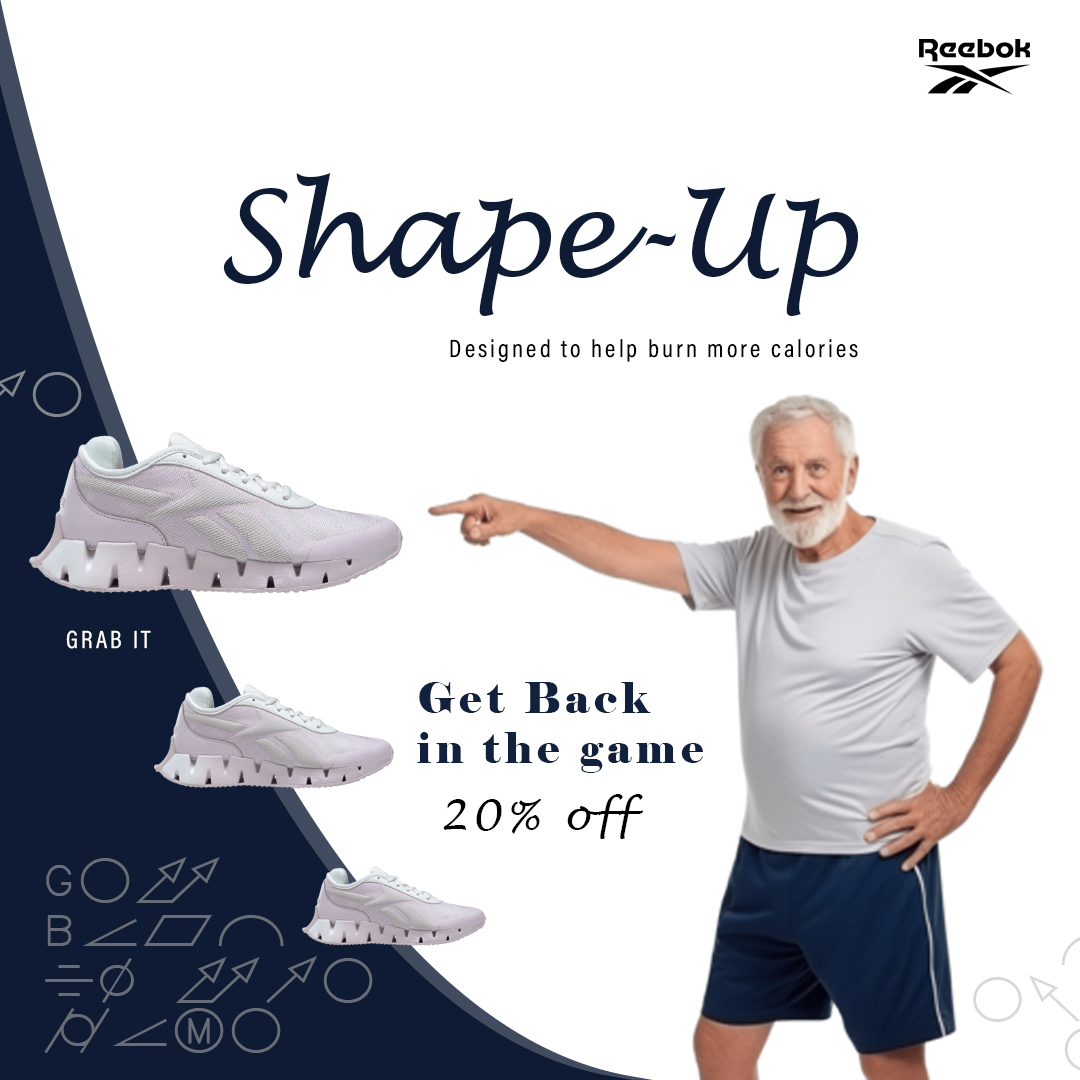 Reebok
Shape-Up
Designed to help burn more calories
GRAB IT
Get Back
in the game
20% off
G
B
M